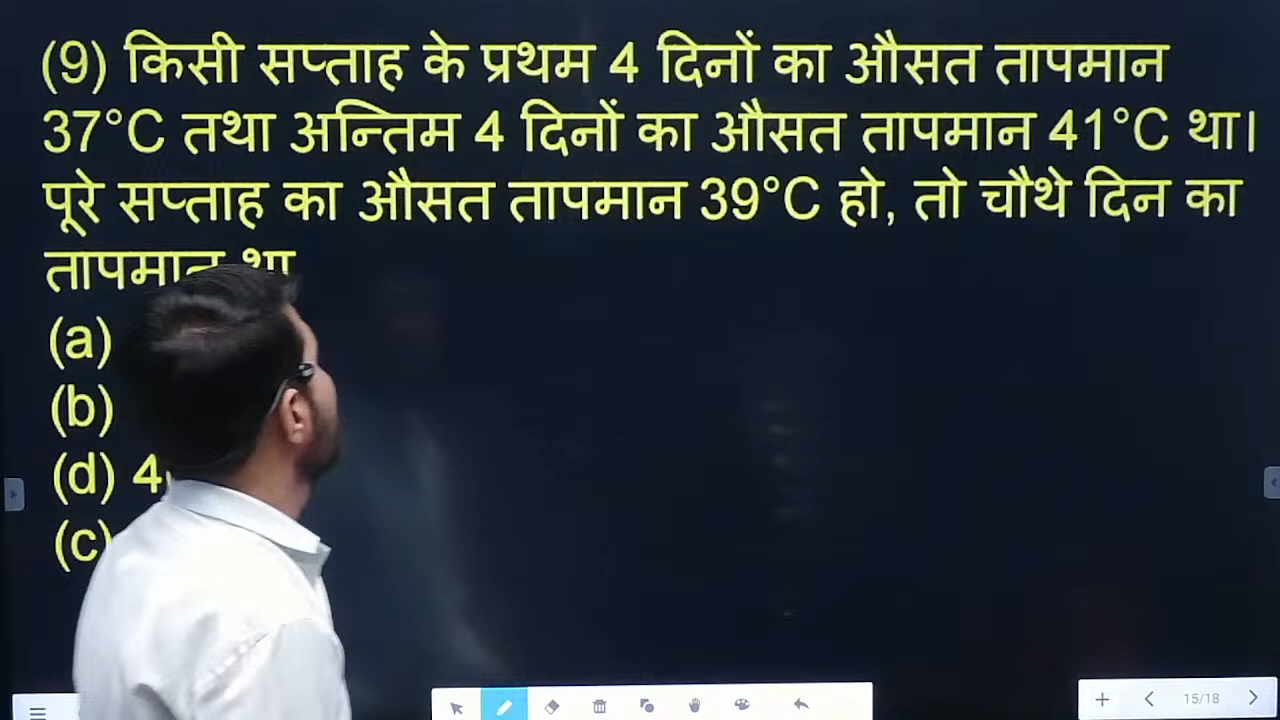 (9) किसी सप्ताह के प्रथम 4 दिनों का औसत तापमान
37°C तथा अन्तिम 4 दिनों का औसत तापमान 41°C था।
पूरे सप्ताह का औसत तापमान 39°C हो, तो चौथे दिन का
तापमान था
(a)
(b)
(d) 4
(c)
15/18